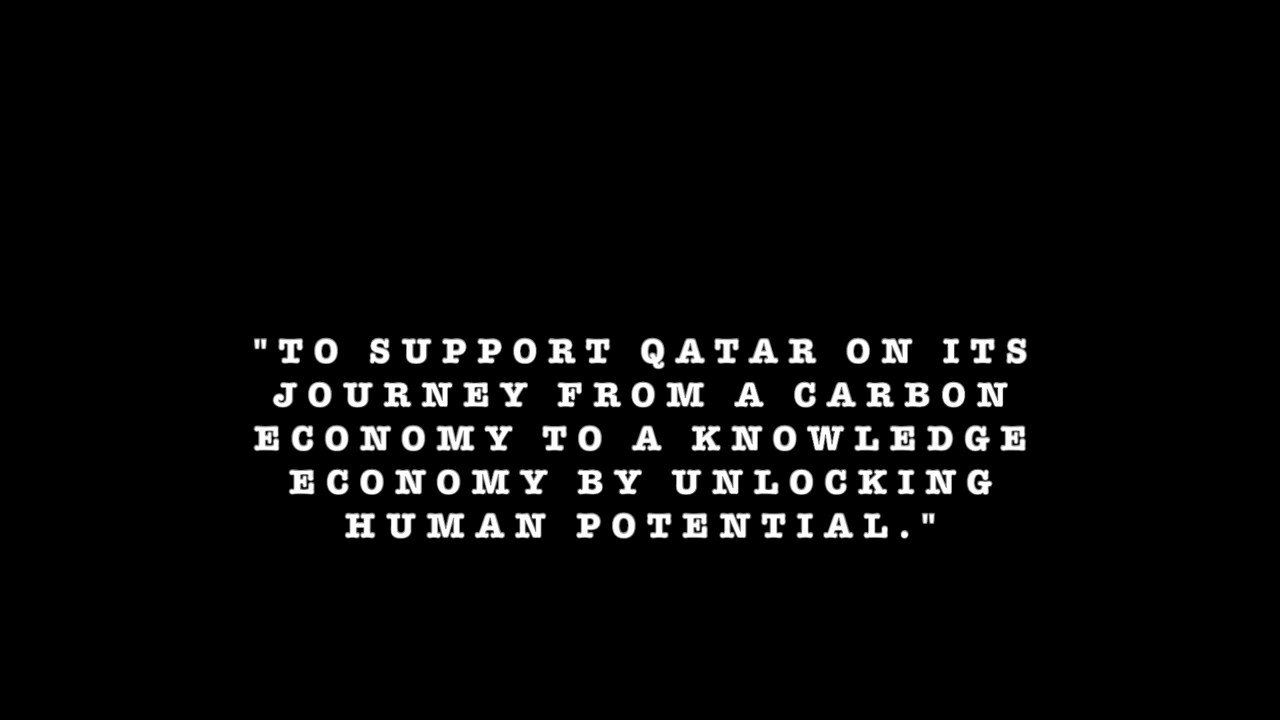 "TO SUPPORT QATAR ON ITS
JOURNEY FROM A CARBON
ECONOMY TO A KNOWLEDGE
ECONOMY BY UNLOCKING
HUMAN POTENTIAL."